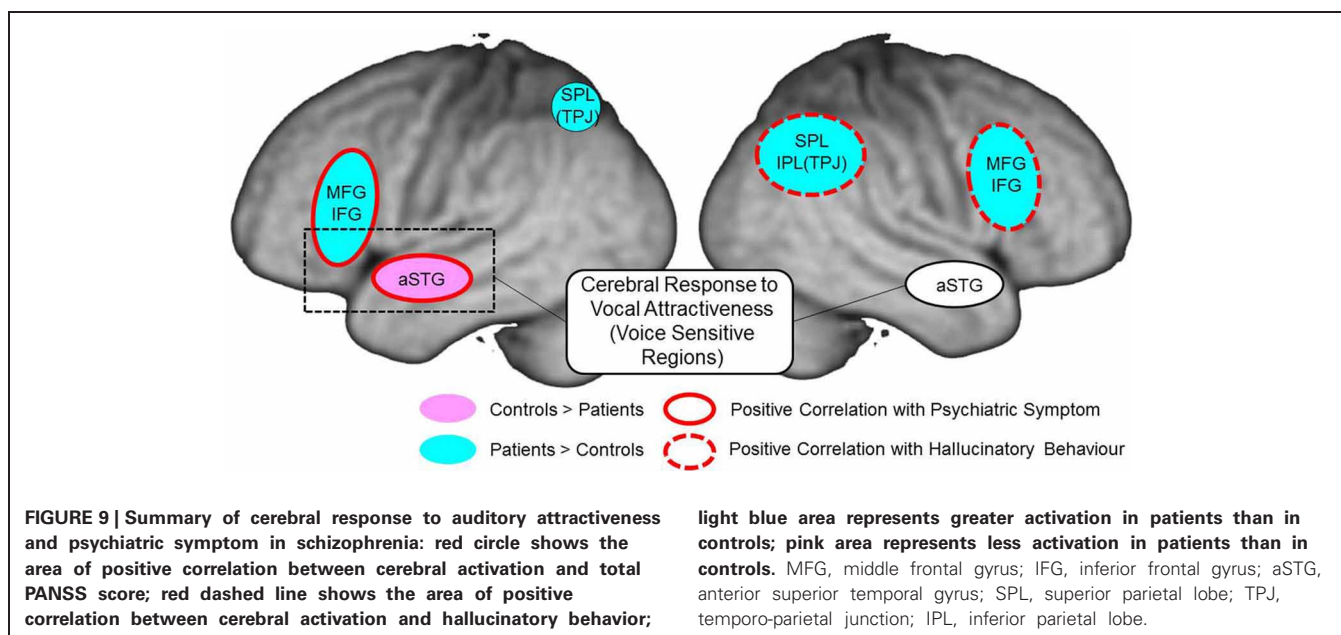 SPL
(TPJ)
MFG
IFG
aSTG
SPL
IPL(TPJ)
MFG
IFG
aSTG
Cerebral Response to
Vocal Attractiveness
(Voice Sensitive
Regions)
Controls > Patients
Positive Correlation with Psychiatric Symptom
Patients > Controls
Positive Correlation with Hallucinatory Behaviour
FIGURE 9 | Summary of cerebral response to auditory attractiveness
and psychiatric symptom in schizophrenia: red circle shows the
area of positive correlation between cerebral activation and total
PANSS score; red dashed line shows the area of positive
correlation between cerebral activation and hallucinatory behavior;
light blue area represents greater activation in patients than in
controls; pink area represents less activation in patients than in
controls. MFG, middle frontal gyrus; IFG, inferior frontal gyrus; aSTG,
anterior superior temporal gyrus; SPL, superior parietal lobe; TPJ,
temporo-parietal junction; IPL, inferior parietal lobe.